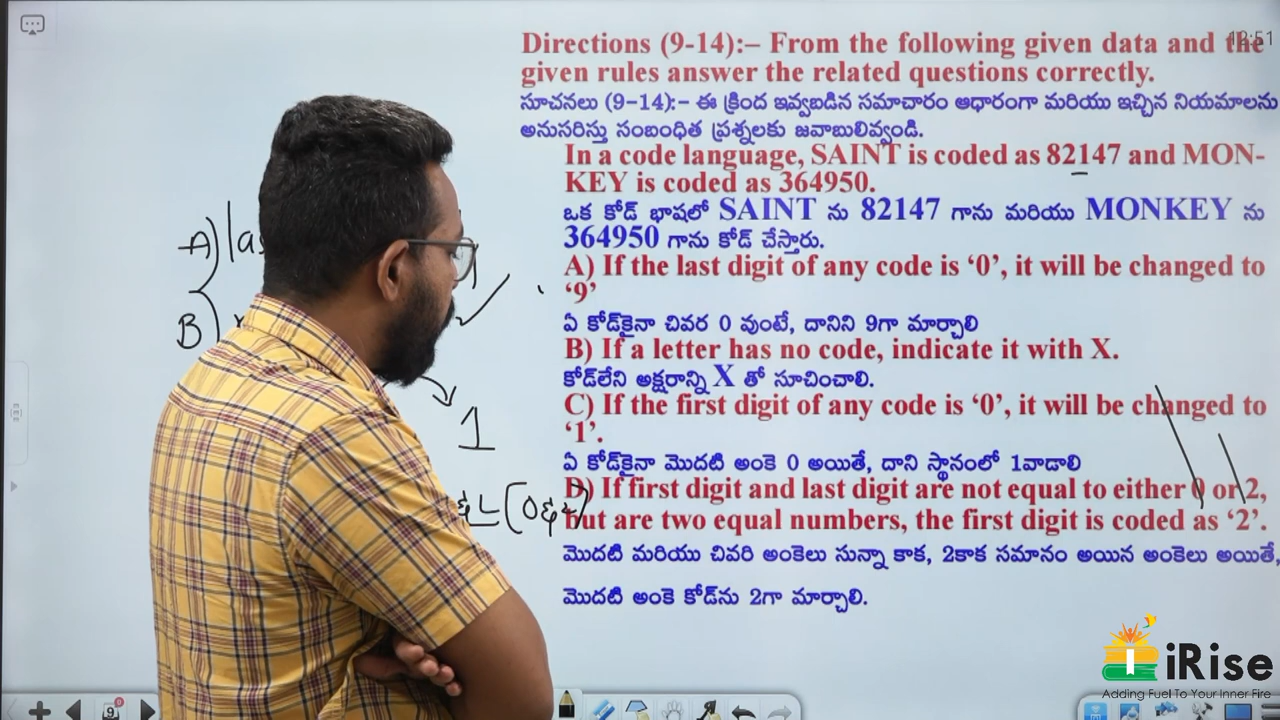 12:51
Directions (9-14):– From the following given data and the
given rules answer the related questions correctly.
సూచనలు (9-14):- ఈ క్రింద ఇవ్వబడిన సమాచారం ఆధారంగా మరియు ఇచ్చిన నియమాలను
అనుసరిస్తు సంబంధిత ప్రశ్నలకు జవాబులివ్వండి.
In a code language, SAINT is coded as 82147 and MON-
KEY is coded as 364950.
ఒక కోడ్ భాషలో SAINT ను 82147 గాను మరియు MONKEY ను
364950 గాను కోడ్ చేస్తారు.
A) If the last digit of any code is ‘0’, it will be changed to
‘9’
ఏ కోడ్‌కైనా చివర 0 వుంటే, దానిని 9గా మార్చాలి
B) If a letter has no code, indicate it with X.
కోడ్‌లేని అక్షరాన్ని X తో సూచించాలి.
C) If the first digit of any code is ‘0’, it will be changed to
‘1’.
ఏ కోడ్‌కైనా మొదటి అంకె 0 అయితే, దాని స్థానంలో 1వాడాలి
D) If first digit and last digit are not equal to either 0 or 2,
but are two equal numbers, the first digit is coded as ‘2’.
మొదటి మరియు చివరి అంకెలు సున్నా కాక, 2కాక సమానం అయిన అంకెలు అయితే,
మొదటి అంకె కోడ్‌ను 2గా మార్చాలి.
A)
B)
1
iRise
Adding Fuel To Your Inner Fire
9